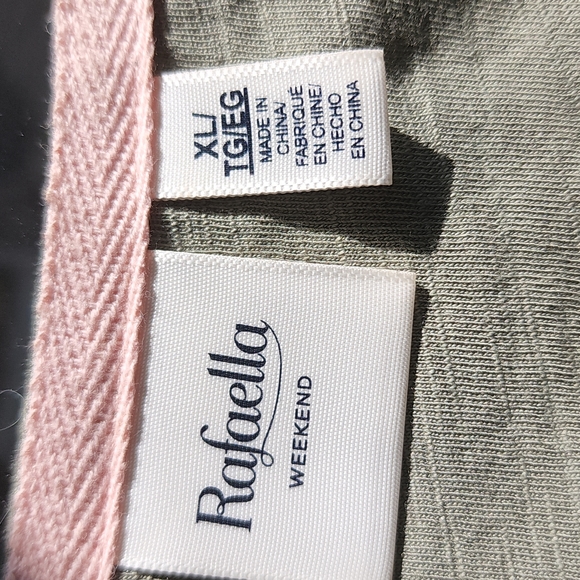 XL/
TG/EG
MADE IN
CHINA/
FABRIQUÉ
EN CHINE/
HECHO
EN CHINA
Rafaella
WEEKEND